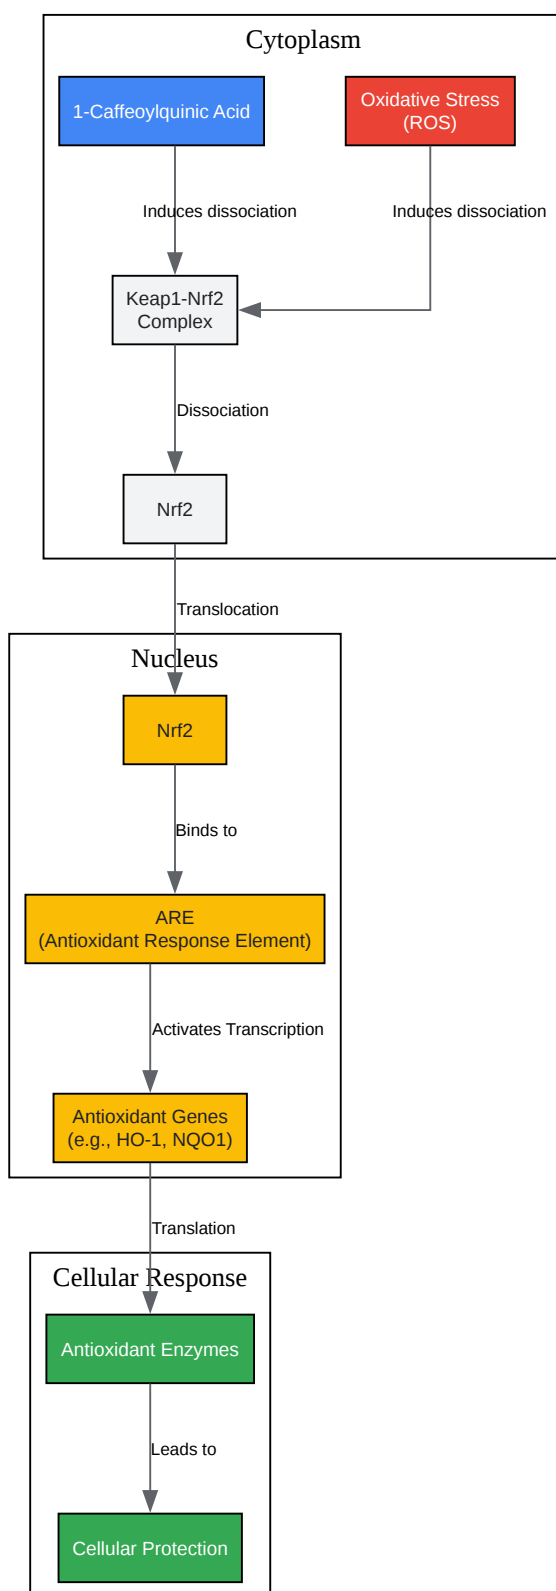 Cytoplasm
1-Caffeoylquinic Acid
Oxidative Stress
(ROS)
Induces dissociation
Induces dissociation
Keap1-Nrf2
Complex
Dissociation
Nrf2
Translocation
Nucleus
Nrf2
Binds to
ARE
(Antioxidant Response Element)
Activates Transcription
Antioxidant Genes
(e.g., HO-1, NQO1)
Translation
Cellular Response
Antioxidant Enzymes
Leads to
Cellular Protection